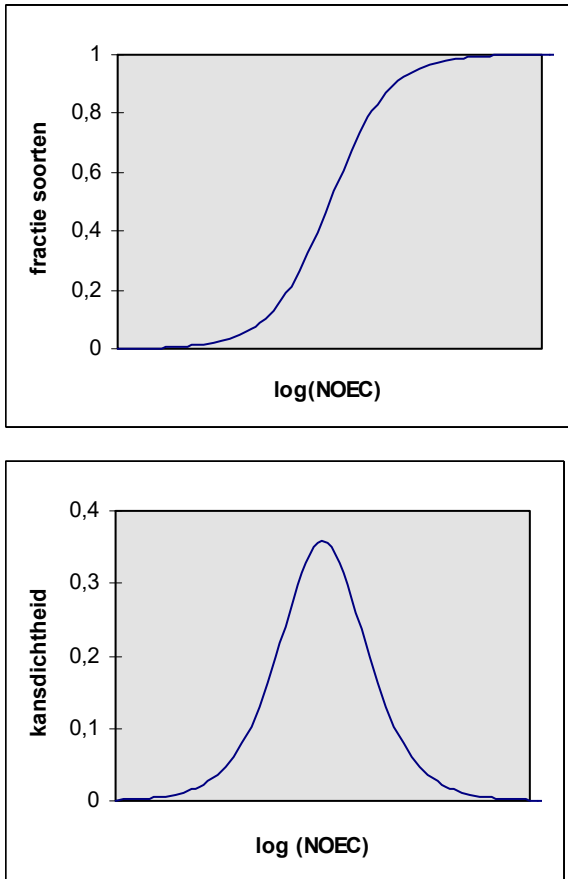 1
0,8
0,6
0,4
0,2
0
fractie soorten
log(NOEC)
0,4
0,3
0,2
0,1
0
kansdichtheid
log (NOEC)